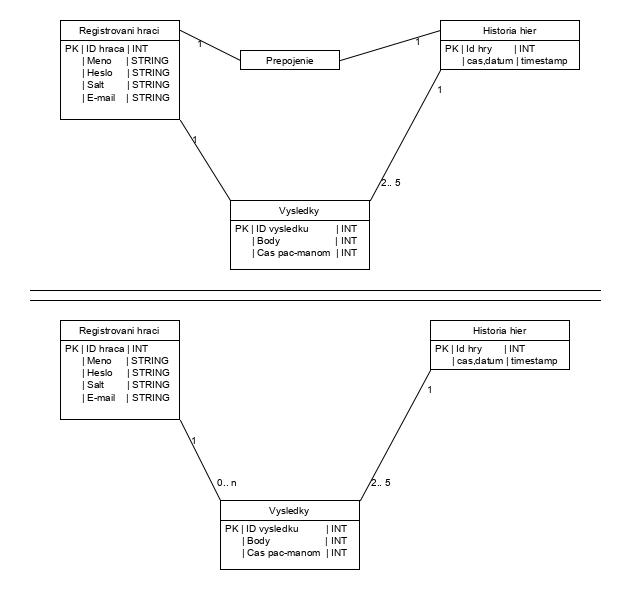 Registrovani hraci
PK | ID hraca | INT
| Meno | STRING
| Heslo | STRING
| Salt | STRING
| E-mail | STRING
1
Prepojenie
1
Historia hier
PK | Id hry | INT
| cas,datum | timestamp
1
1
2.. 5
Vysledky
PK | ID vysledku | INT
| Body | INT
| Cas pac-manom | INT
Registrovani hraci
PK | ID hraca | INT
| Meno | STRING
| Heslo | STRING
| Salt | STRING
| E-mail | STRING
Historia hier
PK | Id hry | INT
| cas,datum | timestamp
1
1
0.. n
2.. 5
Vysledky
PK | ID vysledku | INT
| Body | INT
| Cas pac-manom | INT